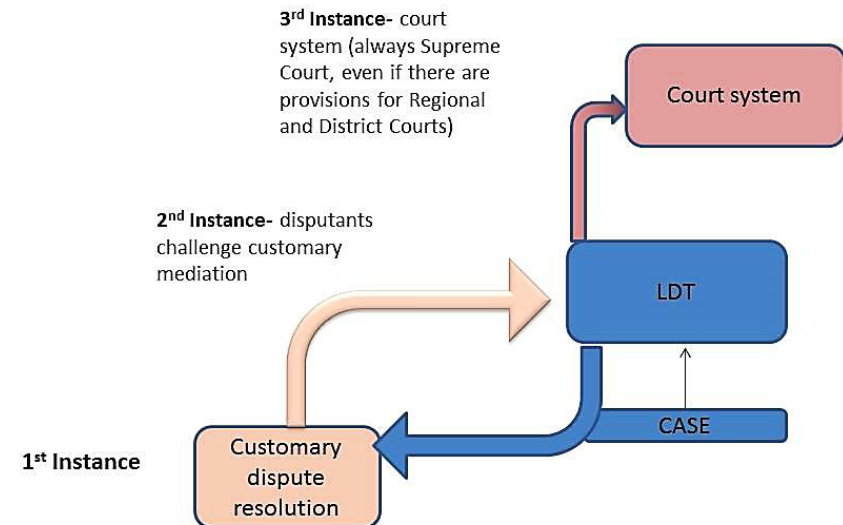 3rd Instance- court
system (always Supreme
Court, even if there are
provisions for Regional
and District Courts)
Court system
2nd Instance- disputants
challenge customary
mediation
LDT
CASE
1st Instance
Customary
dispute
resolution